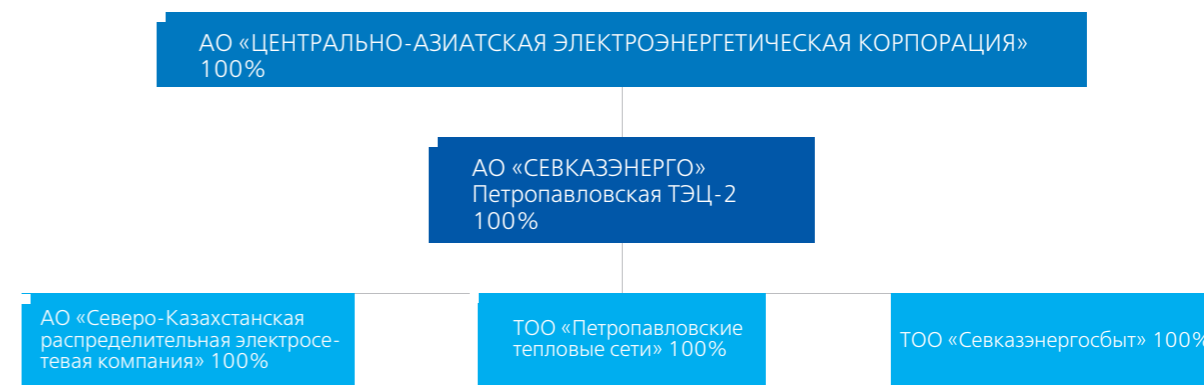 АО «ЦЕНТРАЛЬНО-АЗИАТСКАЯ ЭЛЕКТРОЭНЕРГЕТИЧЕСКАЯ КОРПОРАЦИЯ»
100%
АО «СЕВКАЗЭНЕРГО»
Петропавловская ТЭЦ-2
100%
АО «Северо-Казахстанская
распределительная электросе-
тевая компания» 100%
ТОО «Петропавловские
тепловые сети» 100%
ТОО «Севказэнергосбыт» 100%